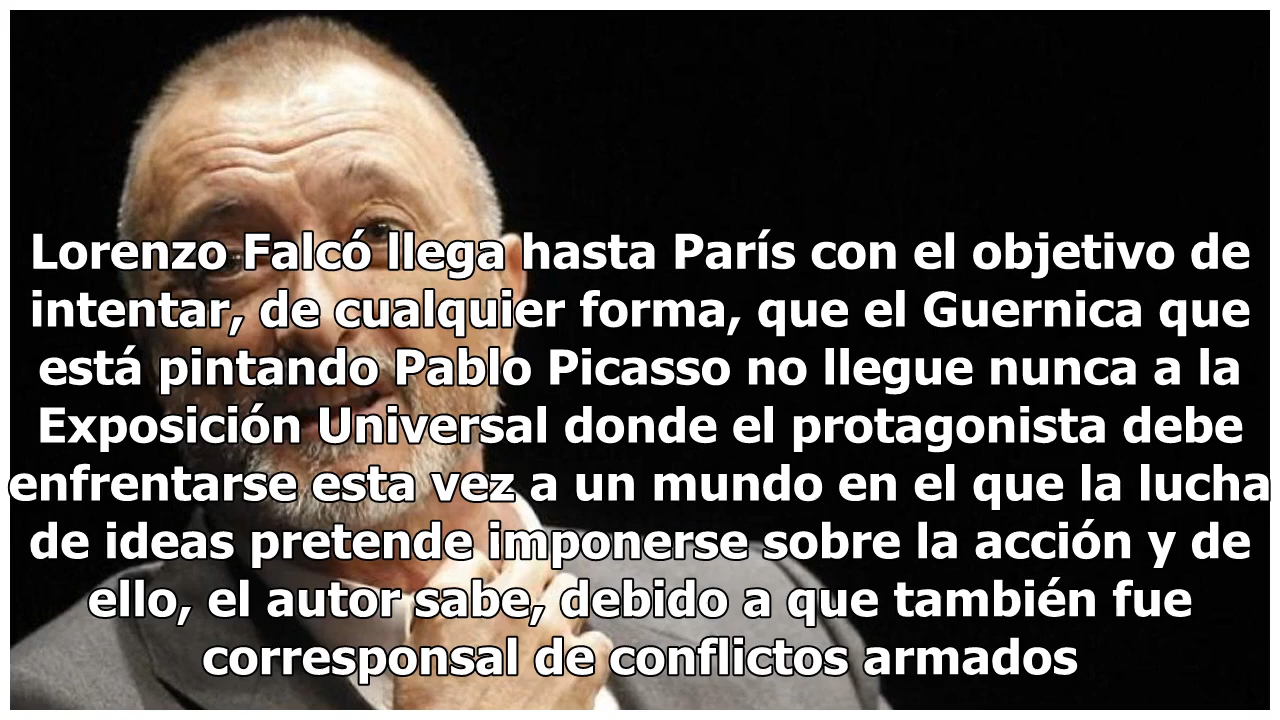 Lorenzo Falcó llega hasta París con el objetivo de
intentar, de cualquier forma, que el Guernica que
está pintando Pablo Picasso no llegue nunca a la
Exposición Universal donde el protagonista debe
enfrentarse esta vez a un mundo en el que la lucha
de ideas pretende imponerse sobre la acción y de
ello, el autor sabe, debido a que también fue
corresponsal de conflictos armados